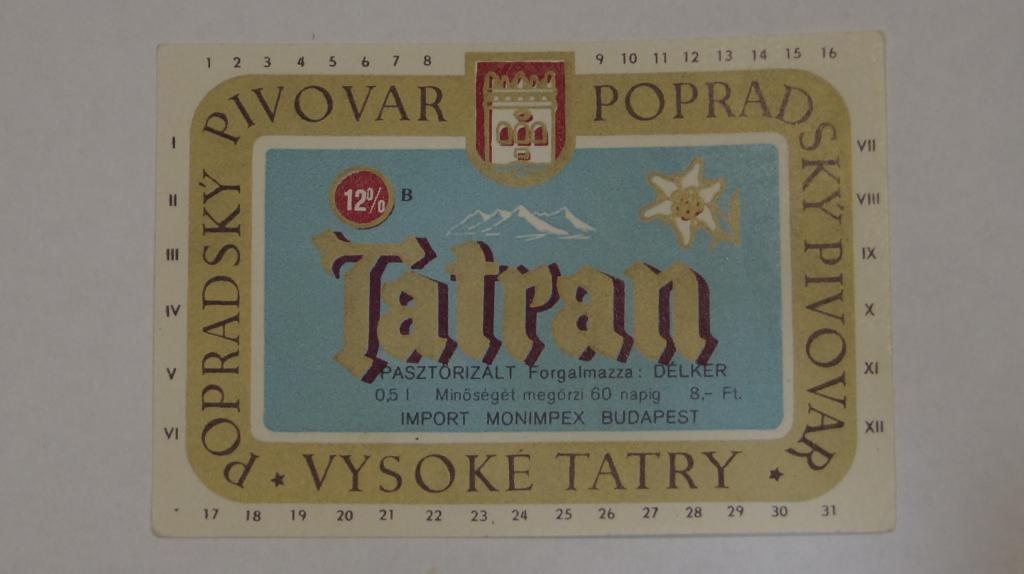 1 2 3 4 5 6 7 8 9 10 11 12 13 14 15 16
POPRADSKÝ PIVOVAR
POPRADSKÝ PIVOVAR
I
II
III
IV
V
VI
VII
VIII
IX
X
XI
XII
12% B
Tatran
PASZTŐRIZÁLT Forgalmazza: DÉLKER
0,5 l Minőségét megőrzi 60 napig 8,– Ft.
IMPORT MONIMPEX BUDAPEST
★ VYSOKÉ TATRY ★
17 18 19 20 21 22 23 24 25 26 27 28 29 30 31